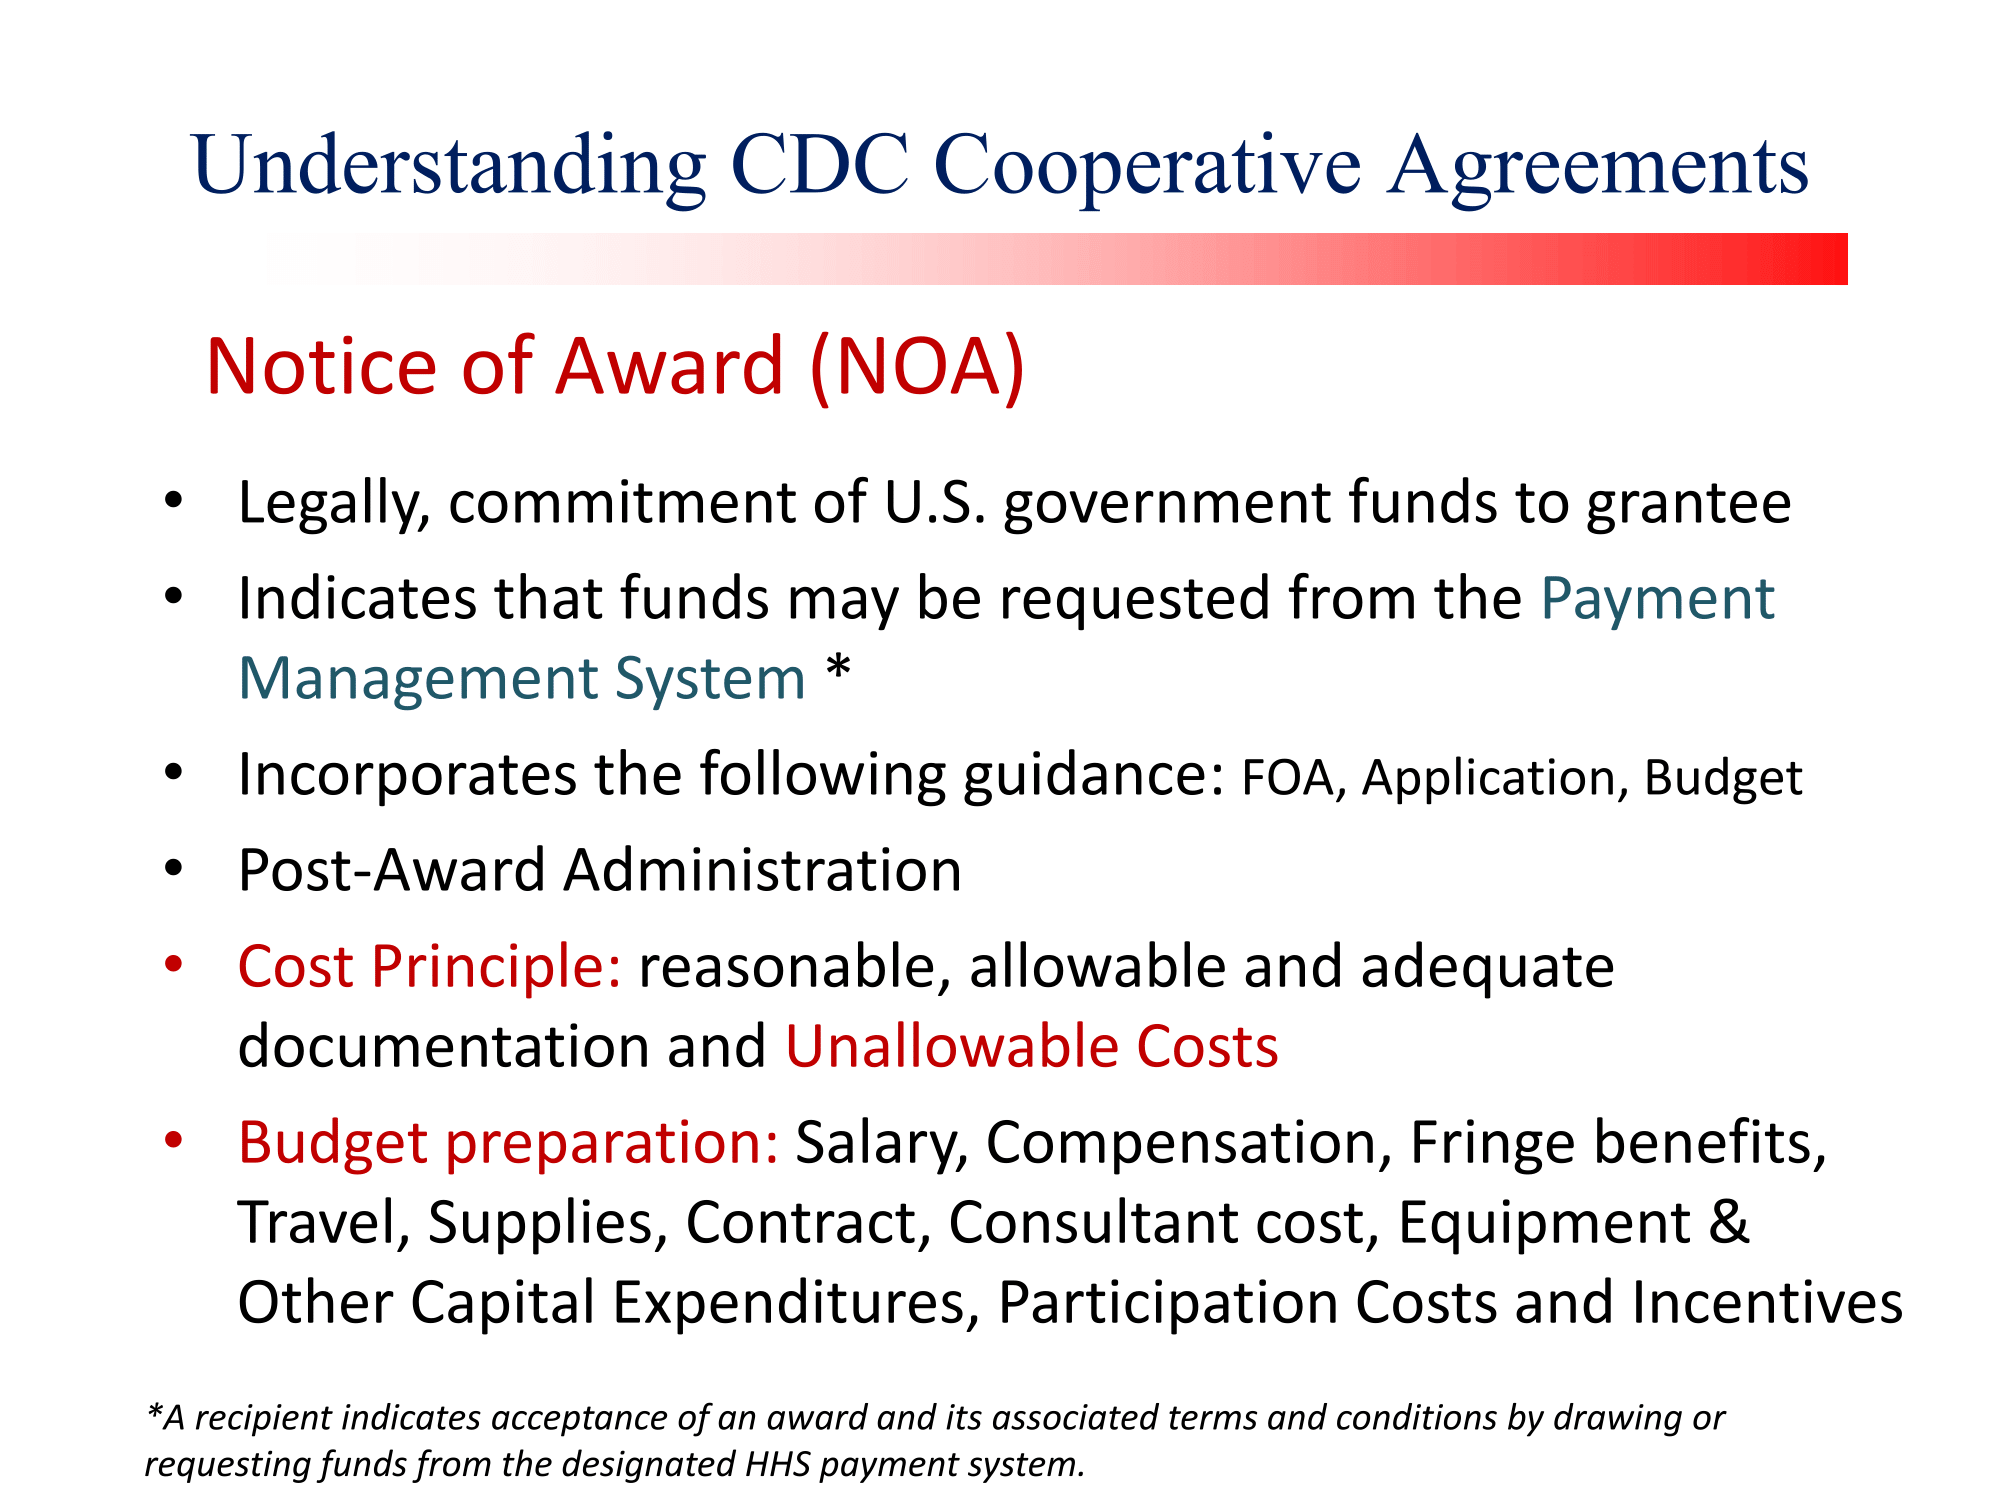 Understanding CDC Cooperative Agreements
Notice of Award (NOA)
• Legally, commitment of U.S. government funds to grantee
• Indicates that funds may be requested from the Payment
Management System *
• Incorporates the following guidance: FOA, Application, Budget
• Post-Award Administration
• Cost Principle: reasonable, allowable and adequate
documentation and Unallowable Costs
• Budget preparation: Salary, Compensation, Fringe benefits,
Travel, Supplies, Contract, Consultant cost, Equipment &
Other Capital Expenditures, Participation Costs and Incentives
*A recipient indicates acceptance of an award and its associated terms and conditions by drawing or
requesting funds from the designated HHS payment system.